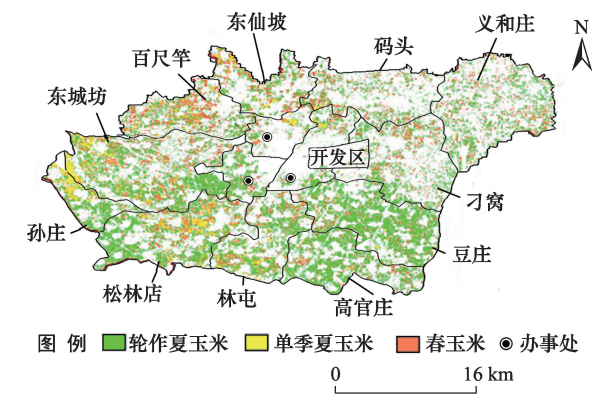 东仙坡
义和庄
N
码头
百尺竿
东城坊
开发区
刁窝
孙庄
豆庄
松林店
林屯
高官庄
图 例 轮作夏玉米 单季夏玉米 春玉米 办事处
0 16 km